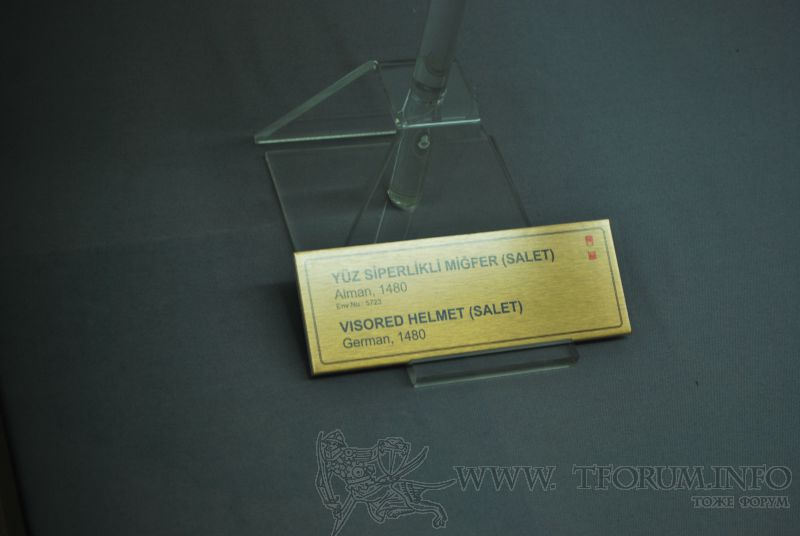 YÜZ SİPERLİKLİ MİĞFER (SALET)
Alman, 1480
Env.Nu.: 5723
VISORED HELMET (SALET)
German, 1480
WWW. TFORUM.INFO
ТОЖЕ ФОРУМ